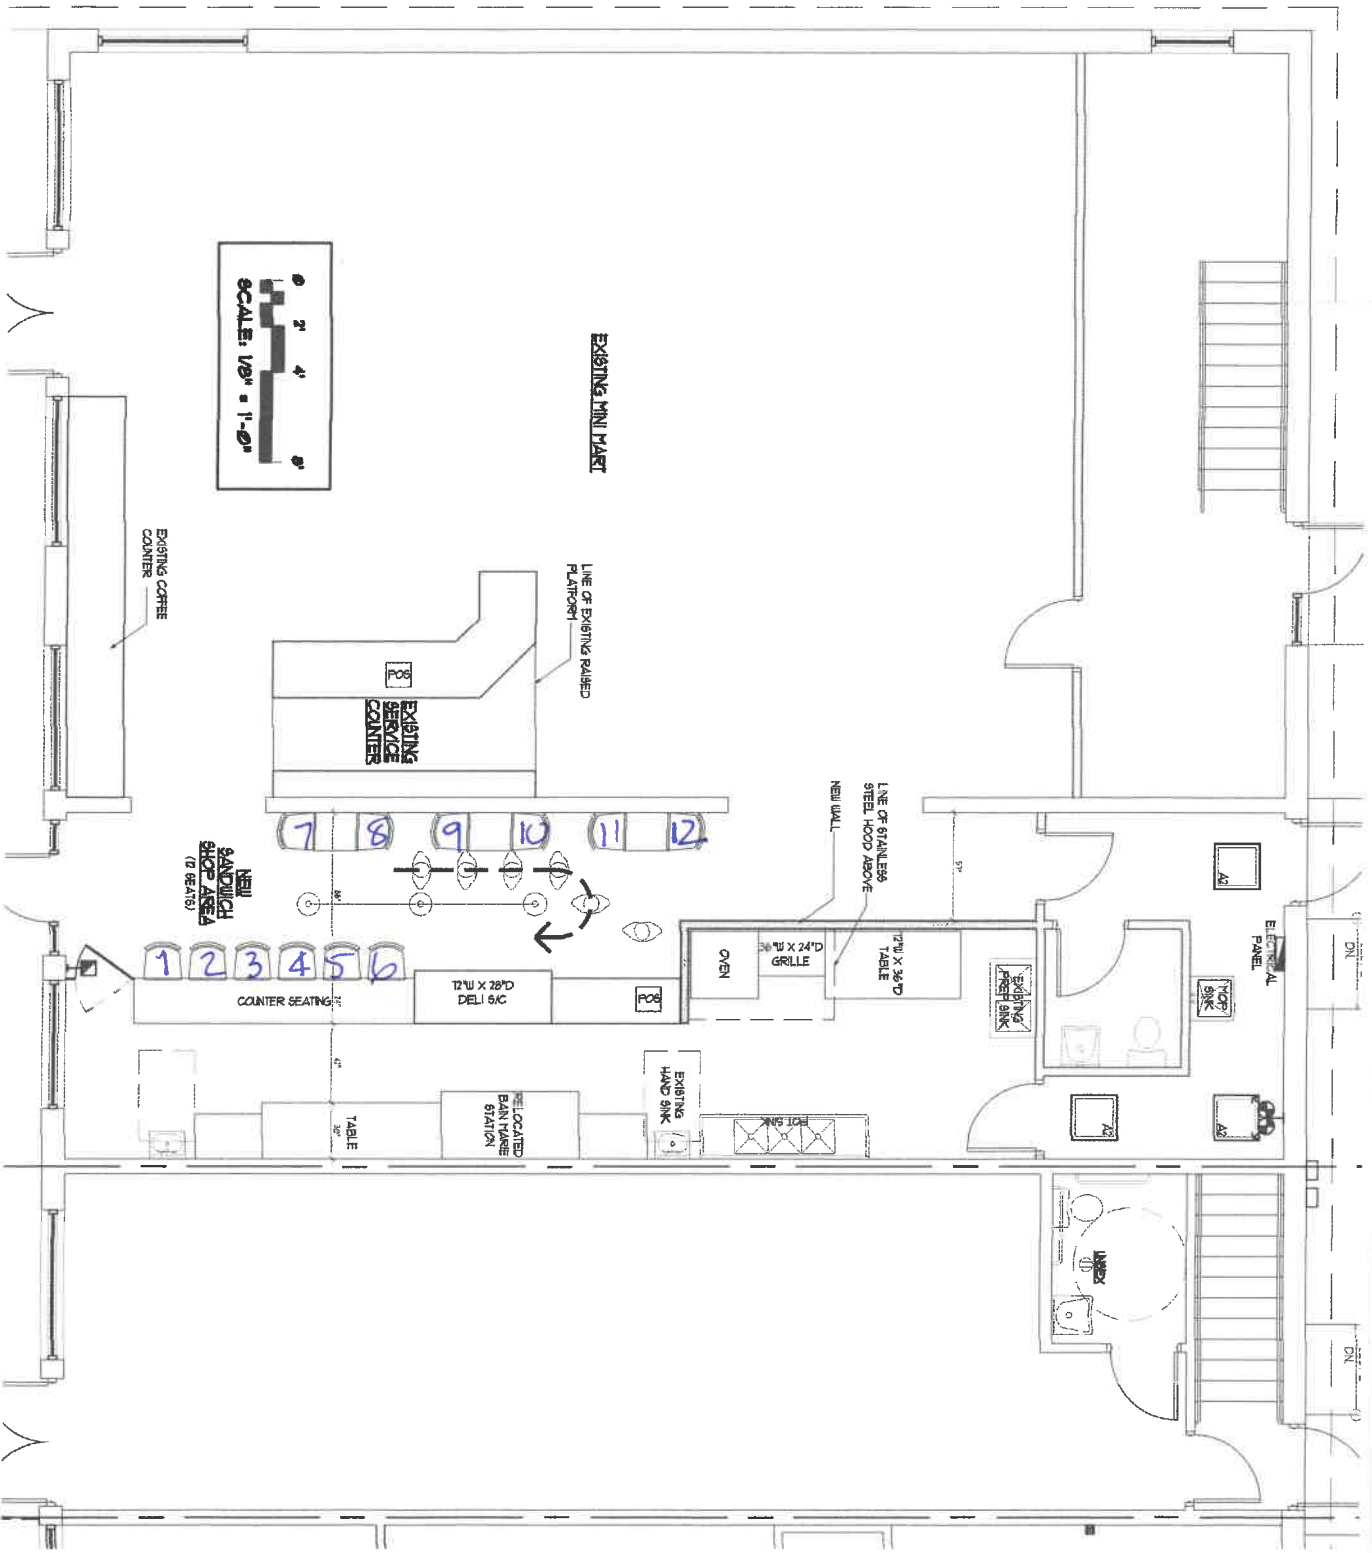 0 2' 4' 8'
SCALE: 1/8" = 1'-0"
EXISTING MINI MART
EXISTING COFFEE
COUNTER
LINE OF EXISTING RAISED
PLATFORM
POS
EXISTING
SERVICE
COUNTER
LINE OF STAINLESS
STEEL HOOD ABOVE
NEW WALL
7 8 9 10 11 12
NEW
SANDWICH
SHOP AREA
(12 SEATS)
A2
ELECTRICAL
PANEL
DN.
1 2 3 4 5 6
COUNTER SEATING
72"W X 28"D
DELI S/C
POS
OVEN
36"W X 24"D
GRILLE
72"W X 36"D
TABLE
EXISTING
PREP SINK
MOP
SINK
42"
TABLE
30"
RELOCATED
BAIN MARIE
STATION
EXISTING
HAND SINK
POT SINK
A2
A2
UNISEX
DN.